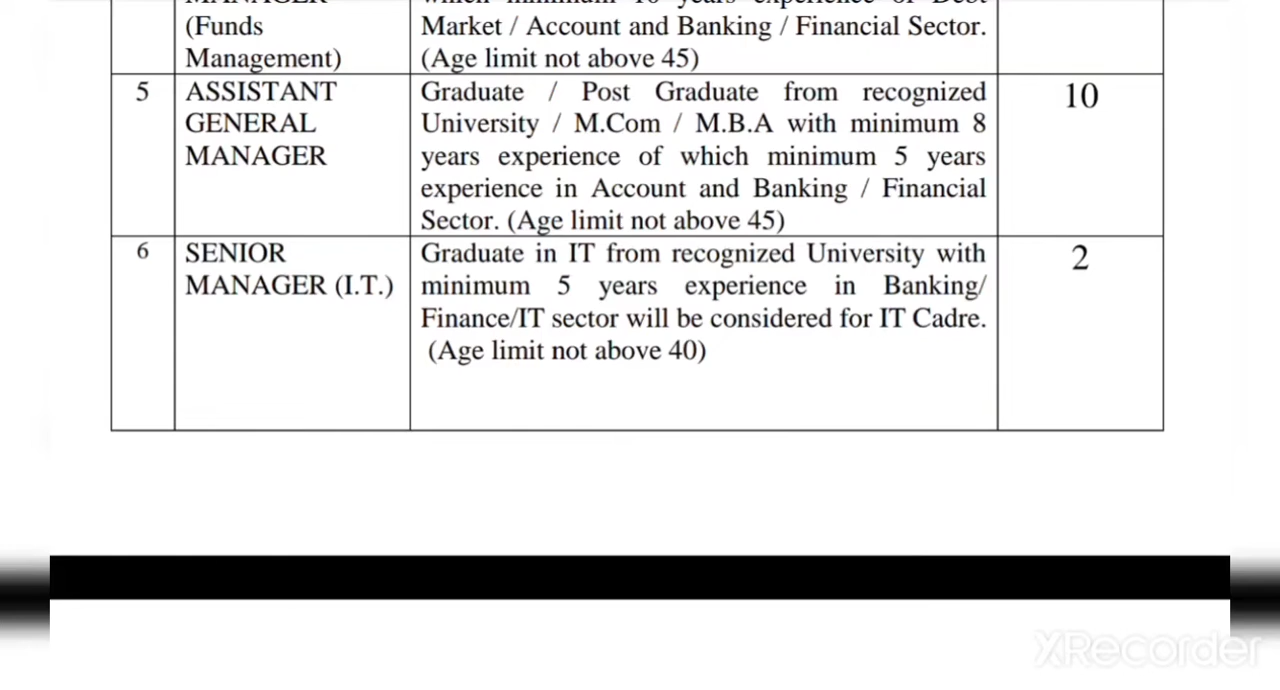 (Funds
Management)
Market / Account and Banking / Financial Sector.
(Age limit not above 45)
5
ASSISTANT
GENERAL
MANAGER
Graduate / Post Graduate from recognized
University / M.Com / M.B.A with minimum 8
years experience of which minimum 5 years
experience in Account and Banking / Financial
Sector. (Age limit not above 45)
10
6
SENIOR
MANAGER (I.T.)
Graduate in IT from recognized University with
minimum 5 years experience in Banking/
Finance/IT sector will be considered for IT Cadre.
(Age limit not above 40)
2
XRecorder